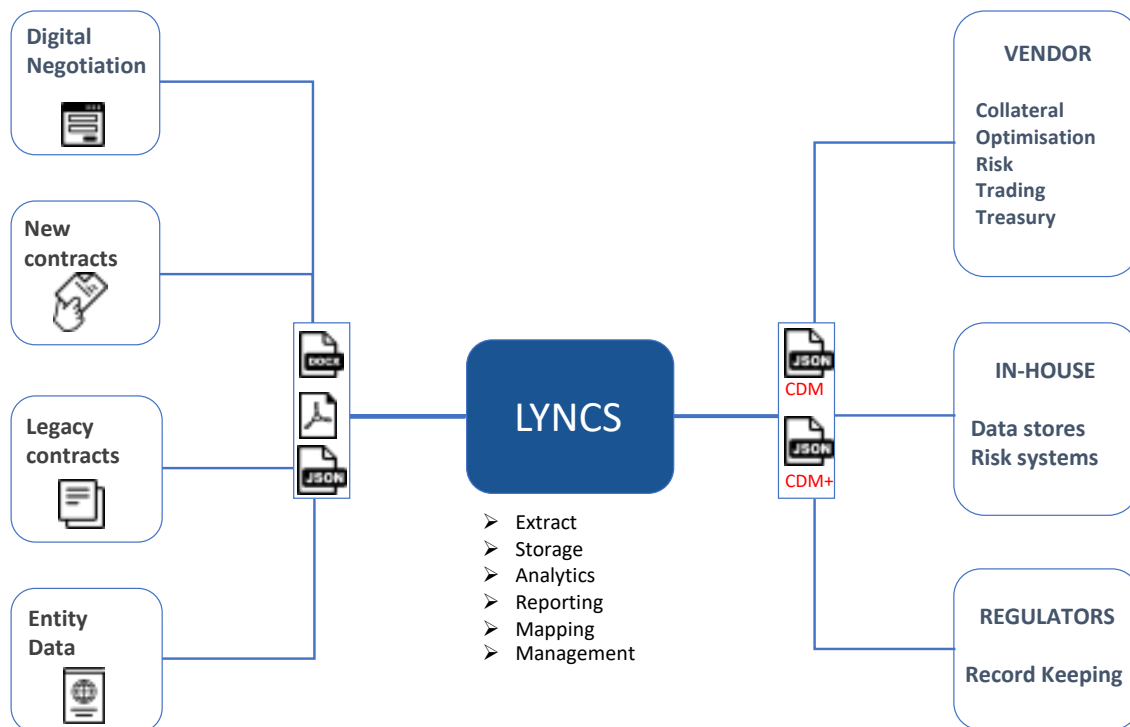 Digital
Negotiation
New
contracts
Legacy
contracts
Entity
Data
DOCX
JSON
LYNCS
➢ Extract
➢ Storage
➢ Analytics
➢ Reporting
➢ Mapping
➢ Management
JSON
CDM
JSON
CDM+
VENDOR
Collateral
Optimisation
Risk
Trading
Treasury
IN-HOUSE
Data stores
Risk systems
REGULATORS
Record Keeping